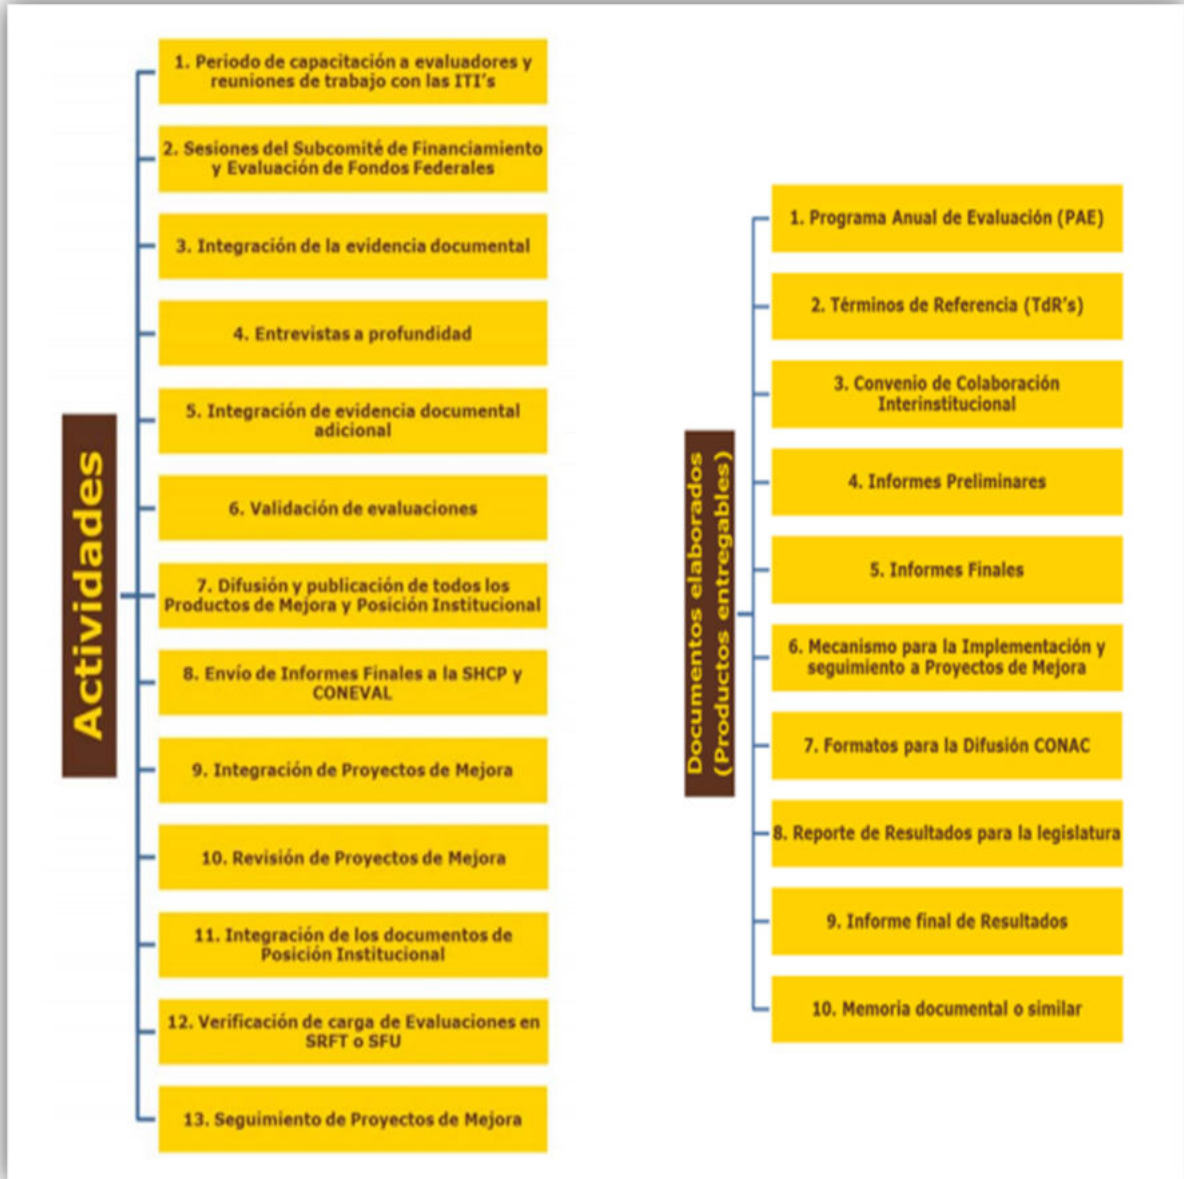 Actividades
1. Periodo de capacitación a evaluadores y
reuniones de trabajo con las ITI's
2. Sesiones del Subcomité de Financiamiento
y Evaluación de Fondos Federales
3. Integración de la evidencia documental
4. Entrevistas a profundidad
5. Integración de evidencia documental
adicional
6. Validación de evaluaciones
7. Difusión y publicación de todos los
Productos de Mejora y Posición Institucional
8. Envío de Informes Finales a la SHCP y
CONEVAL
9. Integración de Proyectos de Mejora
10. Revisión de Proyectos de Mejora
11. Integración de los documentos de
Posición Institucional
12. Verificación de carga de Evaluaciones en
SRFT o SFU
13. Seguimiento de Proyectos de Mejora
Documentos elaborados
(Productos entregables)
1. Programa Anual de Evaluación (PAE)
2. Términos de Referencia (TdR's)
3. Convenio de Colaboración
Interinstitucional
4. Informes Preliminares
5. Informes Finales
6. Mecanismo para la Implementación y
seguimiento a Proyectos de Mejora
7. Formatos para la Difusión CONAC
8. Reporte de Resultados para la legislatura
9. Informe final de Resultados
10. Memoria documental o similar